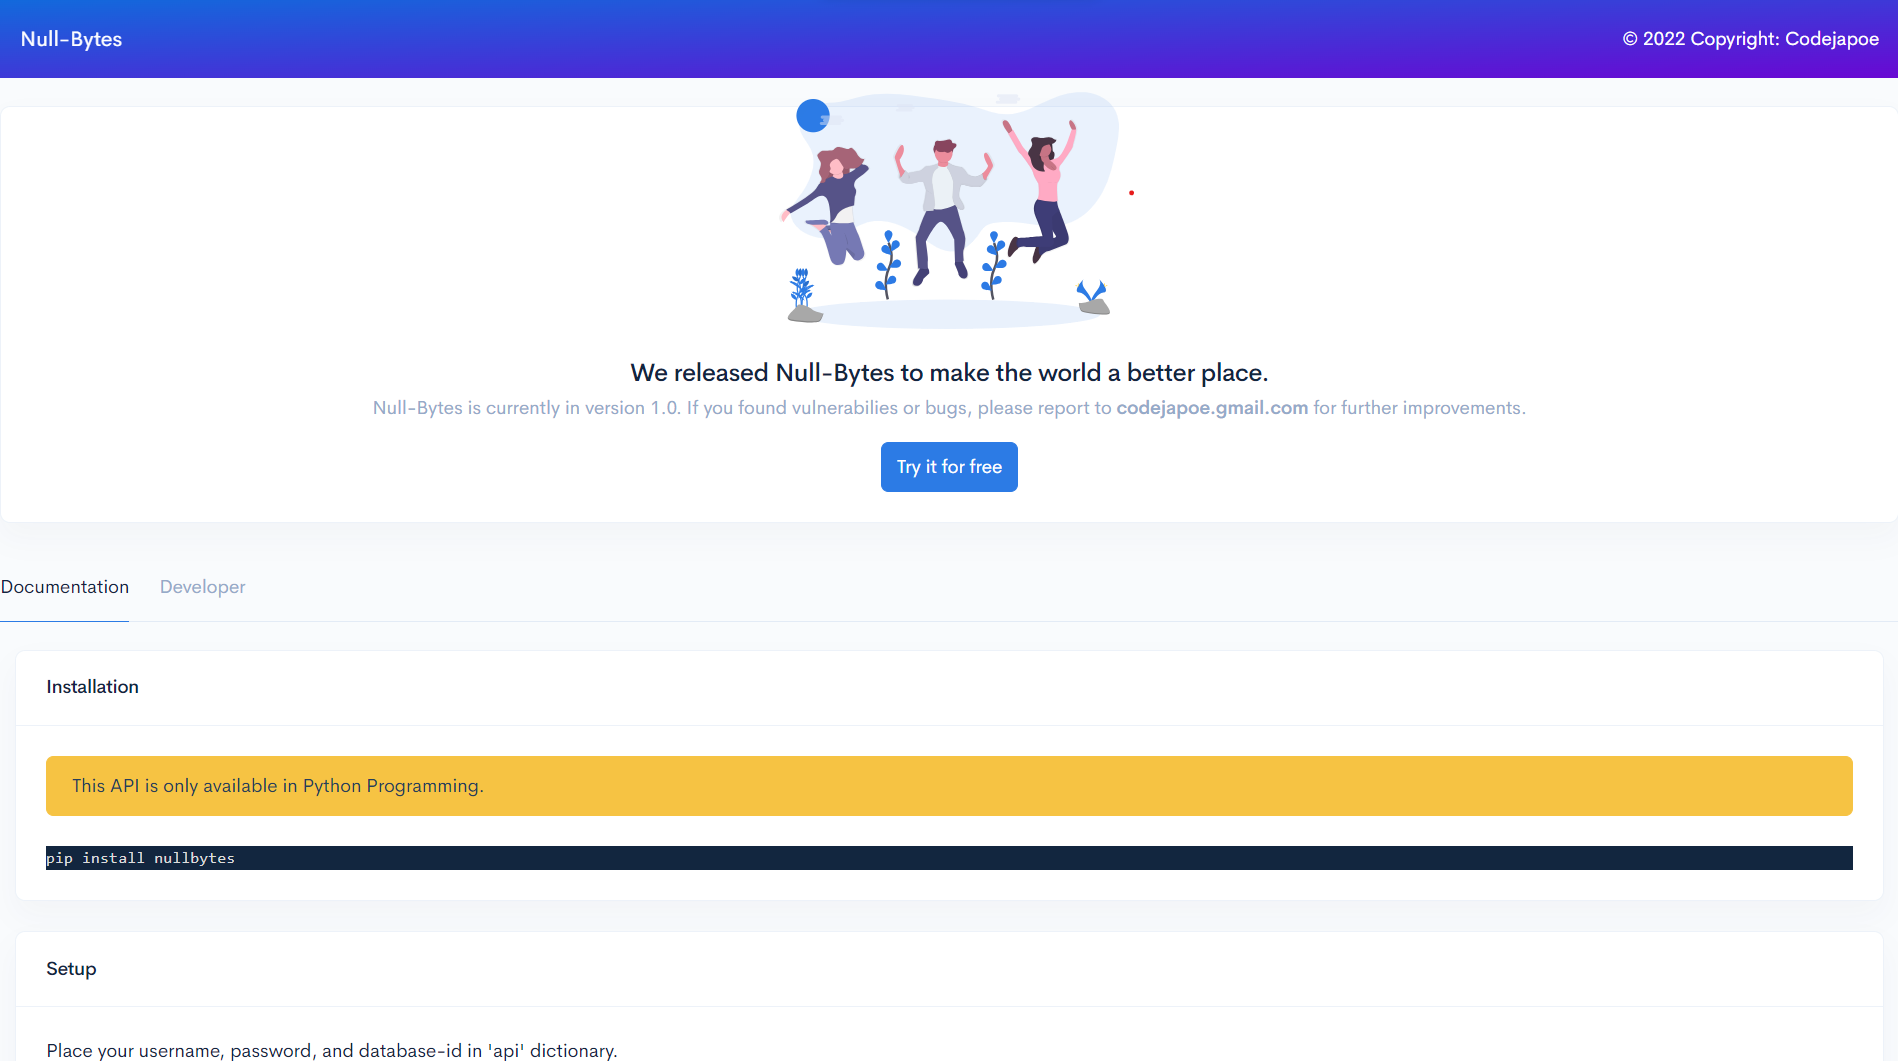 Null-Bytes
© 2022 Copyright: Codejapoe
We released Null-Bytes to make the world a better place.
Null-Bytes is currently in version 1.0. If you found vulnerabilies or bugs, please report to codejapoe.gmail.com for further improvements.
Try it for free
Documentation
Developer
Installation
This API is only available in Python Programming.
pip install nullbytes
Setup
Place your username, password, and database-id in 'api' dictionary.